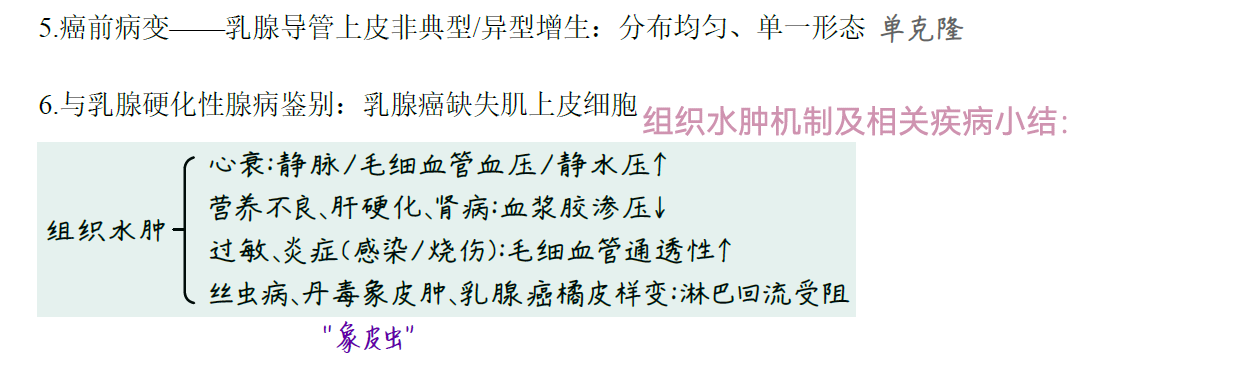 5.癌前病变——乳腺导管上皮非典型/异型增生：分布均匀、单一形态 单克隆
6.与乳腺硬化性腺病鉴别：乳腺癌缺失肌上皮细胞
组织水肿机制及相关疾病小结：
组织水肿
心衰:静脉/毛细血管血压/静水压↑
营养不良、肝硬化、肾病:血浆胶渗压↓
过敏、炎症(感染/烧伤):毛细血管通透性↑
丝虫病、丹毒象皮肿、乳腺癌橘皮样变:淋巴回流受阻
"象皮虫"